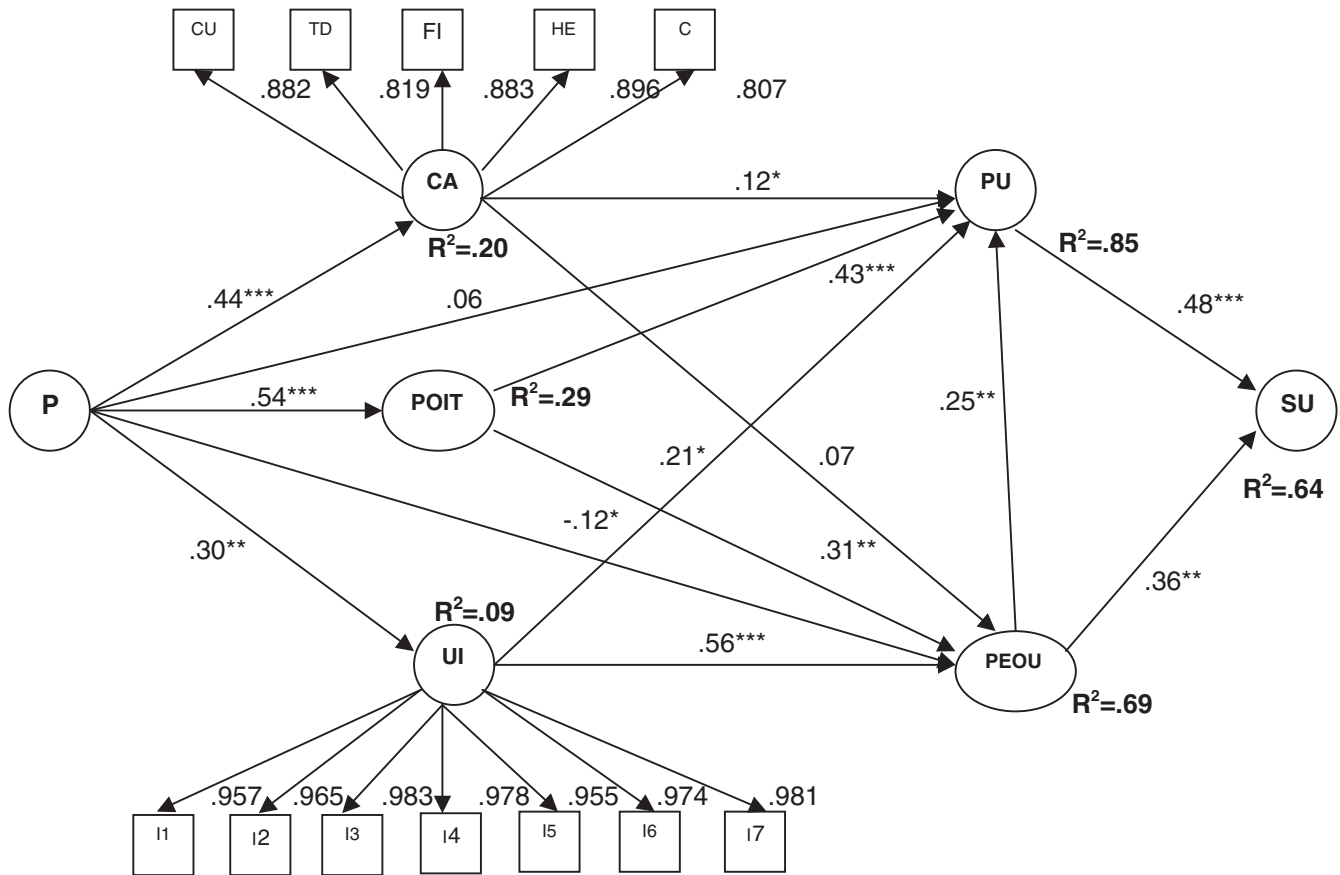 CU TD FI HE C
.882 .819 .883 .896 .807
CA
.12*
PU
R²=.20
R²=.85
.43***
.44***
.06
.48***
P
.54***
POIT
R²=.29
.25**
SU
.21*
.07
R²=.64
-.12*
.30**
.31**
.36**
R²=.09
UI
.56***
PEOU
R²=.69
.957 .965 .983 .978 .955 .974 .981
I1 I2 I3 I4 I5 I6 I7